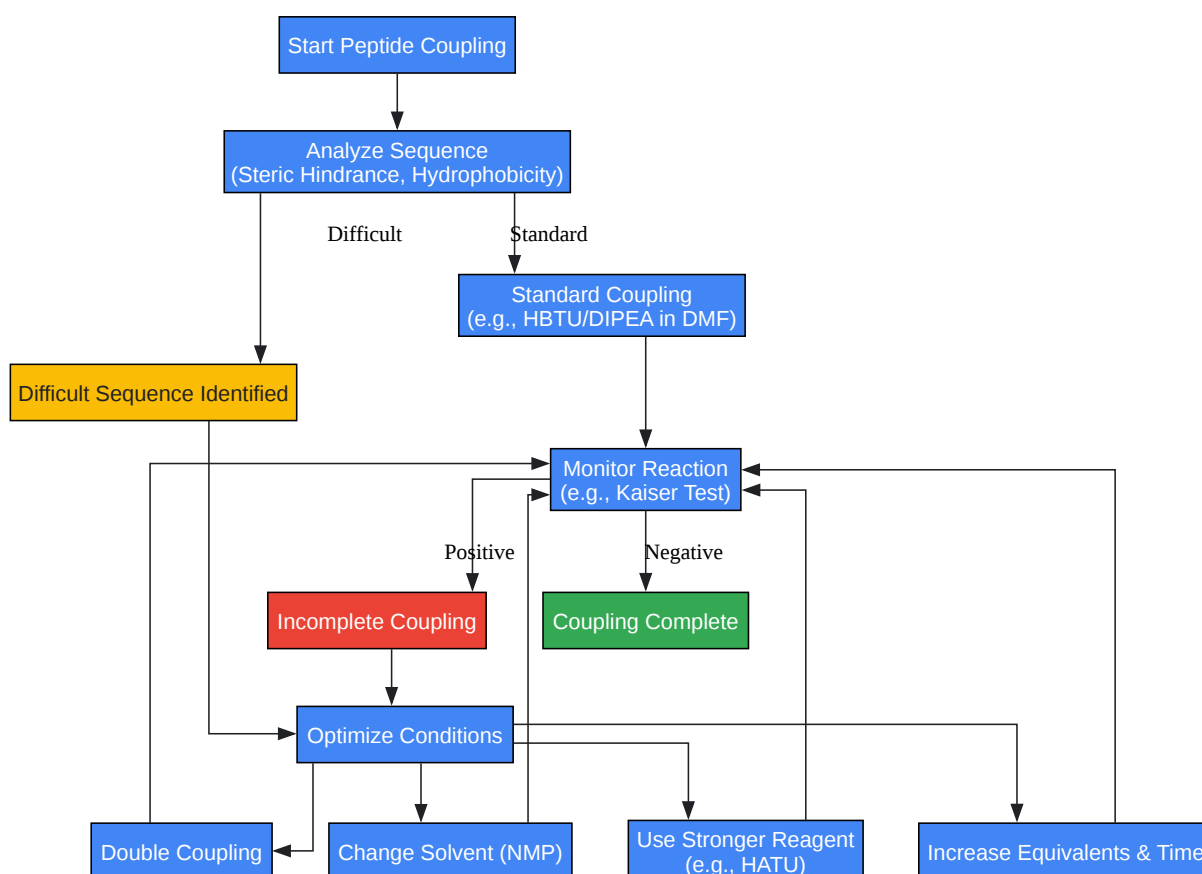 Start Peptide Coupling
Analyze Sequence
(Steric Hindrance, Hydrophobicity)
Difficult
Standard
Standard Coupling
(e.g., HBTU/DIPEA in DMF)
Difficult Sequence Identified
Monitor Reaction
(e.g., Kaiser Test)
Positive
Negative
Incomplete Coupling
Coupling Complete
Optimize Conditions
Double Coupling
Change Solvent (NMP)
Use Stronger Reagent
(e.g., HATU)
Increase Equivalents & Time